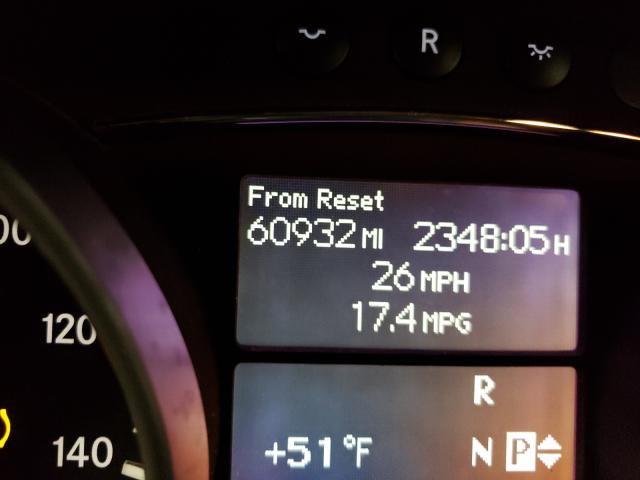 R
From Reset
60932 MI 2348:05 H
26 MPH
17.4 MPG
120
140
R
+51 °F N P